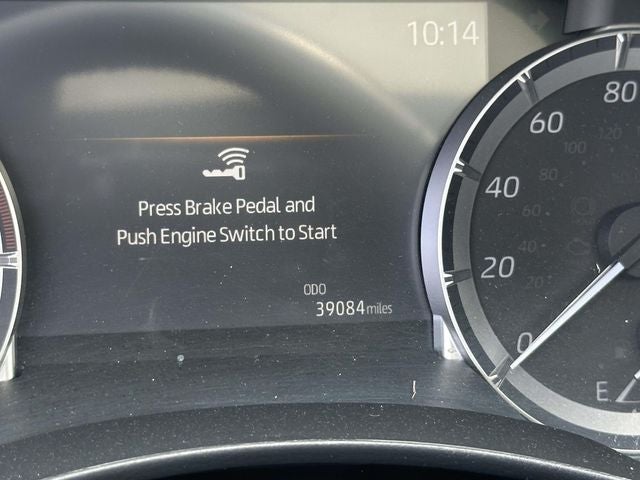 10:14
Press Brake Pedal and
Push Engine Switch to Start
ODO
39084 miles
80
60
40
20
0
120
100
80
60
40
20
E